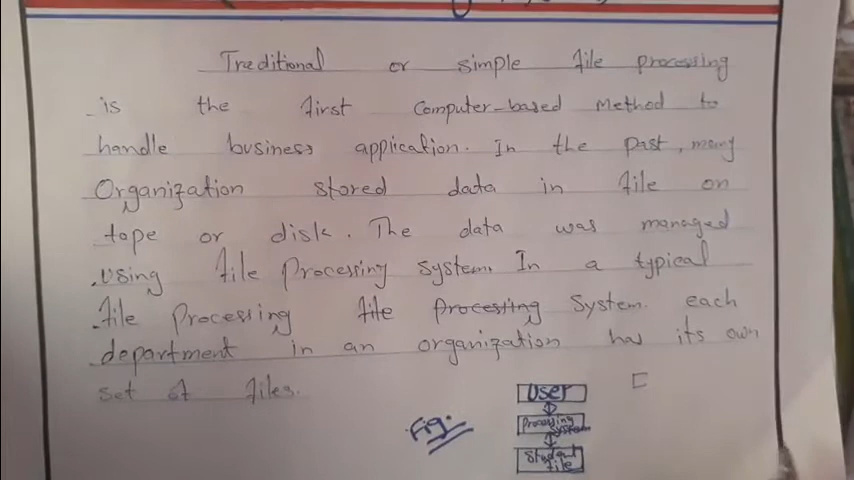 Treditional or simple file processing
is the first Computer-based Method to
handle business application. In the past, many
Organization stored data in file on
tape or disk. The data was managed
Using file Processing system. In a typical
file Processing file processing System. each
department in an organization has its own
set of files.
User
Fig:
Processing
System
Student
file